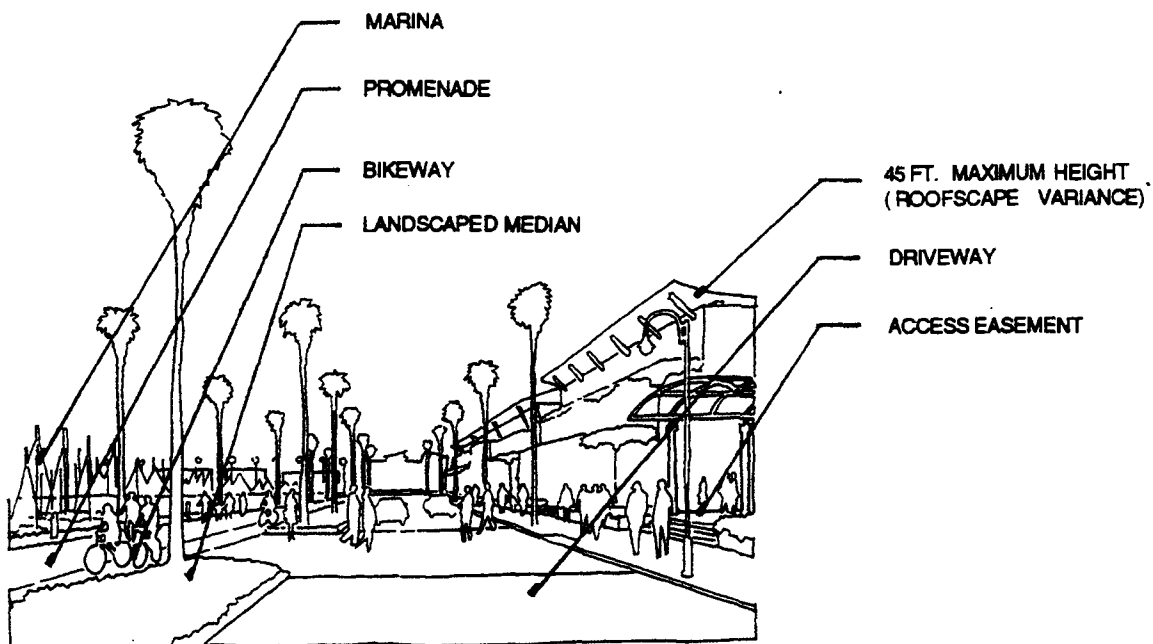 MARINA
PROMENADE
BIKEWAY
LANDSCAPED MEDIAN
45 FT. MAXIMUM HEIGHT
( ROOFSCAPE VARIANCE)
DRIVEWAY
ACCESS EASEMENT